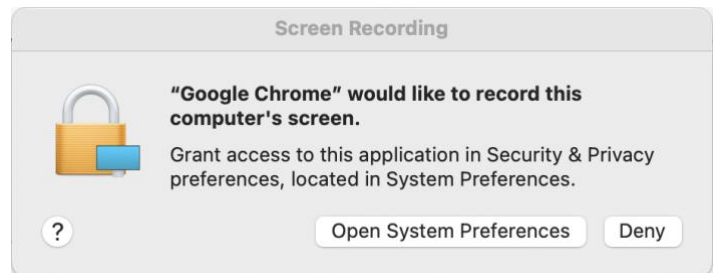 Screen Recording
“Google Chrome” would like to record this
computer's screen.
Grant access to this application in Security & Privacy
preferences, located in System Preferences.
?
Open System Preferences
Deny